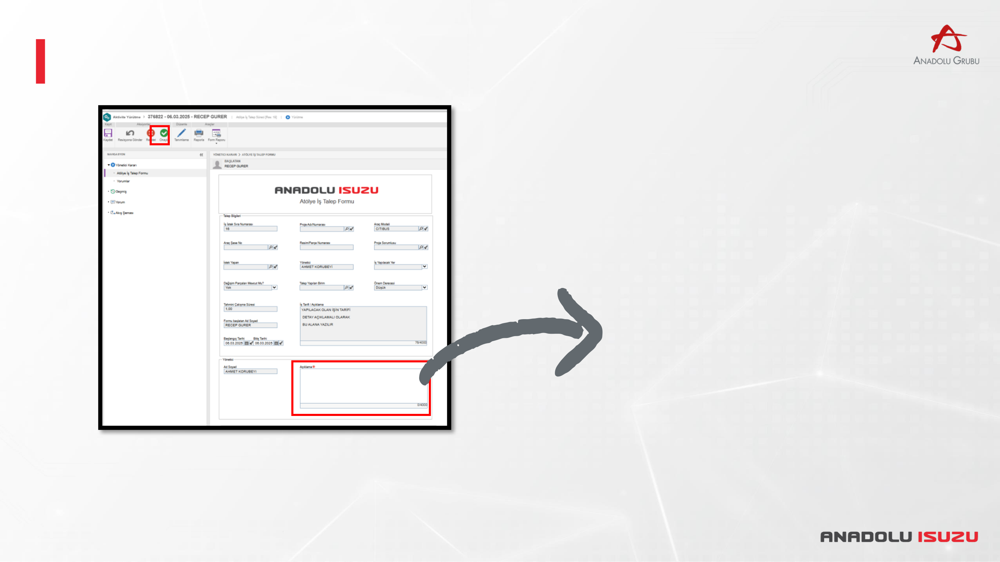 ANADOLU GRUBU
Aktivite Yürütme > 376822 - 06.03.2025 - RECEP GURER | Atölye İş Talep Süreci [Rev. 19] | Yürütme
Kayıt Aksiyonlar Düzenle Araçlar
Kaydet Revizyona Gönder Onayla Tanımlama Raporla Form Raporu
NAVIGASYON
YÖNETİCİ KARARI > ATÖLYE İŞ TALEP FORMU
Yönetici Kararı
BAŞLATAN
RECEP GURER
Atölye İş Talep Formu
Yorumlar
Geçmiş
Yorum
Akış Şeması
ANADOLU ISUZU
Atölye İş Talep Formu
Talep Bilgileri
İş İstek Sıra Numarası Proje Adı/Numarası Araç Modeli
16 CITIBUS
Araç Şase No Resim/Parça Numarası Proje Sorumlusu
İstek Yapan Yönetici İş Yapılacak Yer
AHMET KORUBEYİ
Değişim Parçaları Mevcut Mu? Talep Yapılan Birim Önem Derecesi
Yok Düşük
Tahmini Çalışma Süresi İş Tarifi / Açıklama
1,00 YAPILACAK OLAN İŞİN TARİFİ
DETAY AÇIKLAMALI OLARAK
BU ALANA YAZILIR
Formu başlatan Ad Soyad
RECEP GURER
Başlangıç Tarihi Bitiş Tarihi
06.03.2025 06.03.2025 76/4000
Yönetici
Ad Soyad Açıklama
AHMET KORUBEYI
0/4000
ANADOLU ISUZU